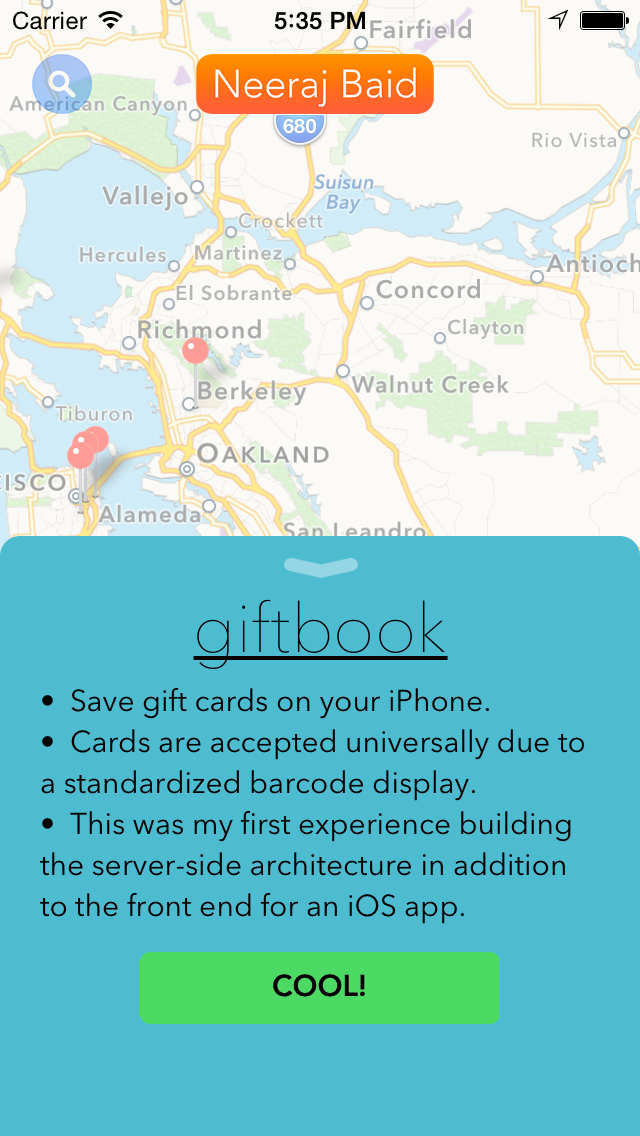 Carrier 5:35 PM
Fairfield
Neeraj Baid
American Canyon
680
Rio Vista
Suisun
Bay
Vallejo
Crockett
Hercules
Martinez
Antioch
El Sobrante
Concord
Richmond
Clayton
Walnut Creek
Berkeley
Tiburon
OAKLAND
CISCO
Alameda
San Leandro
giftbook
• Save gift cards on your iPhone.
• Cards are accepted universally due to
a standardized barcode display.
• This was my first experience building
the server-side architecture in addition
to the front end for an iOS app.
COOL!